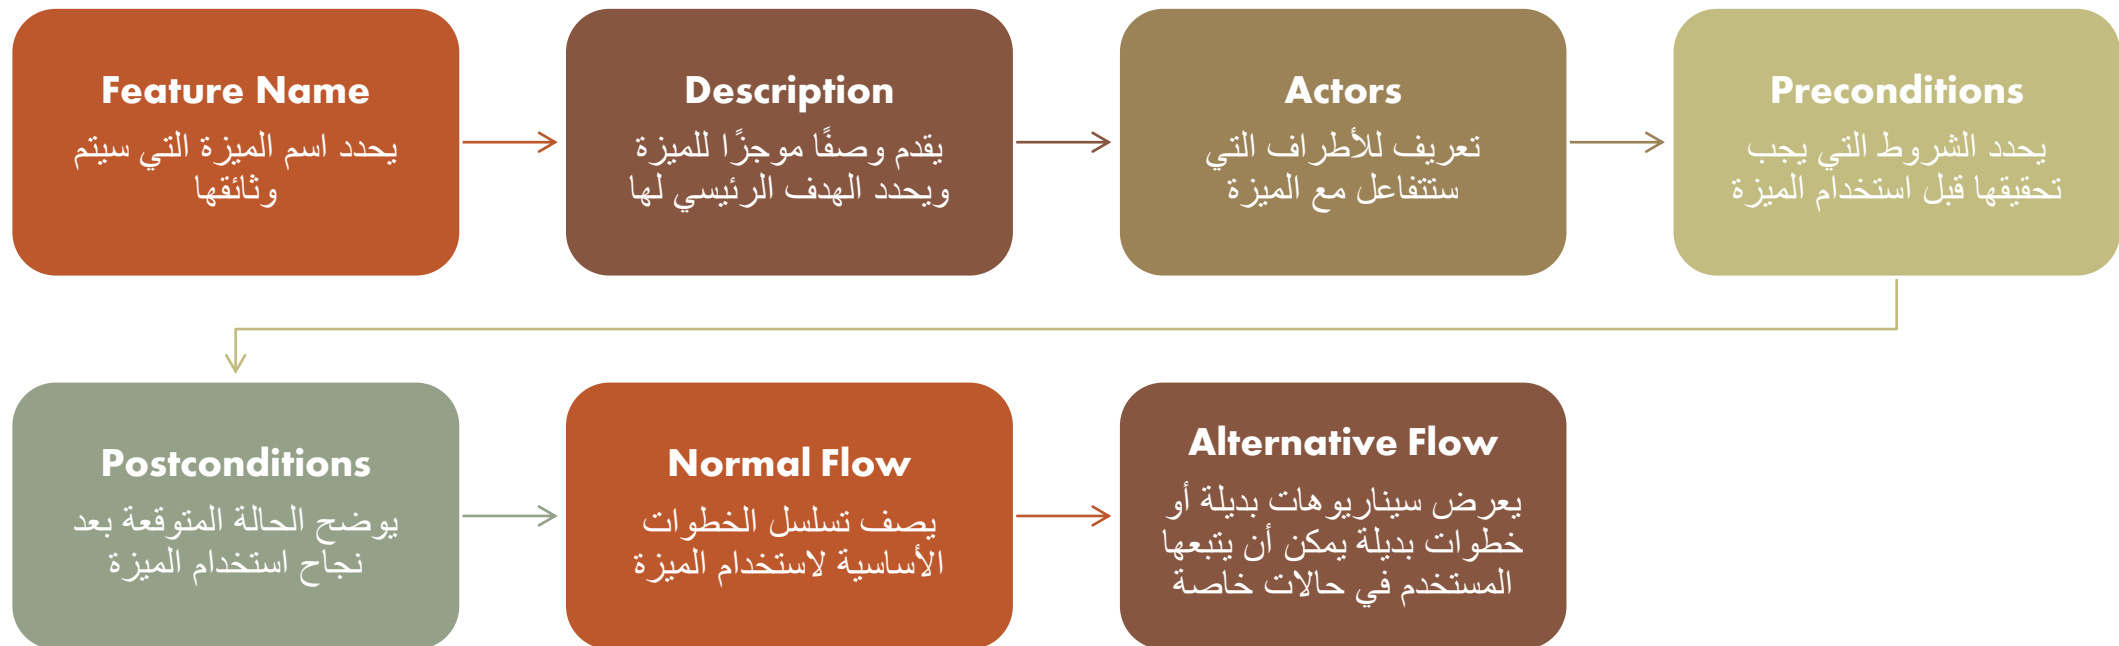 Feature Name
يحدد اسم الميزة التي سيتم
وثائقها
Description
يقدم وصفًا موجزًا للميزة
ويحدد الهدف الرئيسي لها
Actors
تعريف للأطراف التي
ستتفاعل مع الميزة
Preconditions
يحدد الشروط التي يجب
تحقيقها قبل استخدام الميزة
Postconditions
يوضح الحالة المتوقعة بعد
نجاح استخدام الميزة
Normal Flow
يصف تسلسل الخطوات
الأساسية لاستخدام الميزة
Alternative Flow
يعرض سيناريوهات بديلة أو
خطوات بديلة يمكن أن يتبعها
المستخدم في حالات خاصة